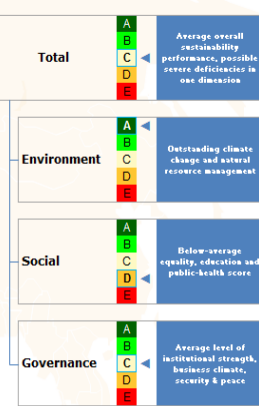 Total
A
B
C
D
E
Average overall
sustainability
performance, possible
severe deficiencies in
one dimension
Environment
A
B
C
D
E
Outstanding climate
change and natural
resource management
Social
A
B
C
D
E
Below-average
equality, education and
public-health score
Governance
A
B
C
D
E
Average level of
institutional strength,
business climate,
security & peace